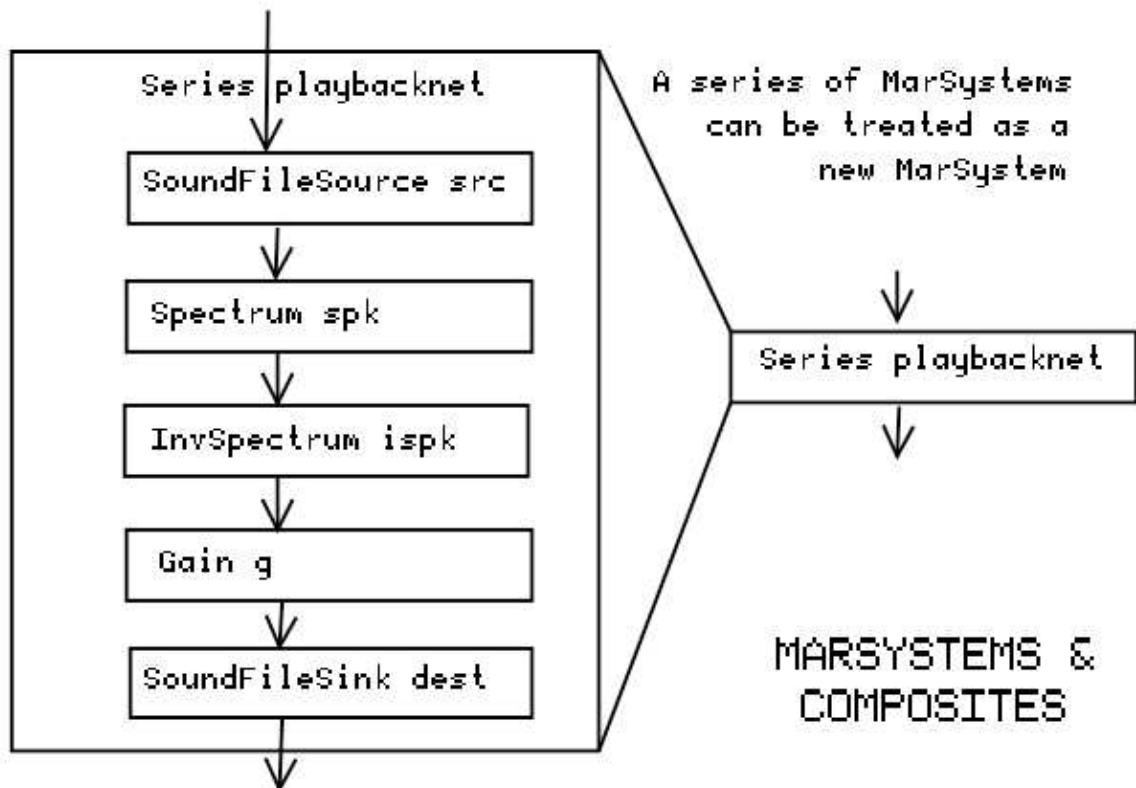 Series playbacknet
SoundFileSource src
Spectrum spk
InvSpectrum ispk
Gain g
SoundFileSink dest
A series of MarSystems
can be treated as a
new MarSystem
Series playbacknet
MARSYSTEMS &
COMPOSITES